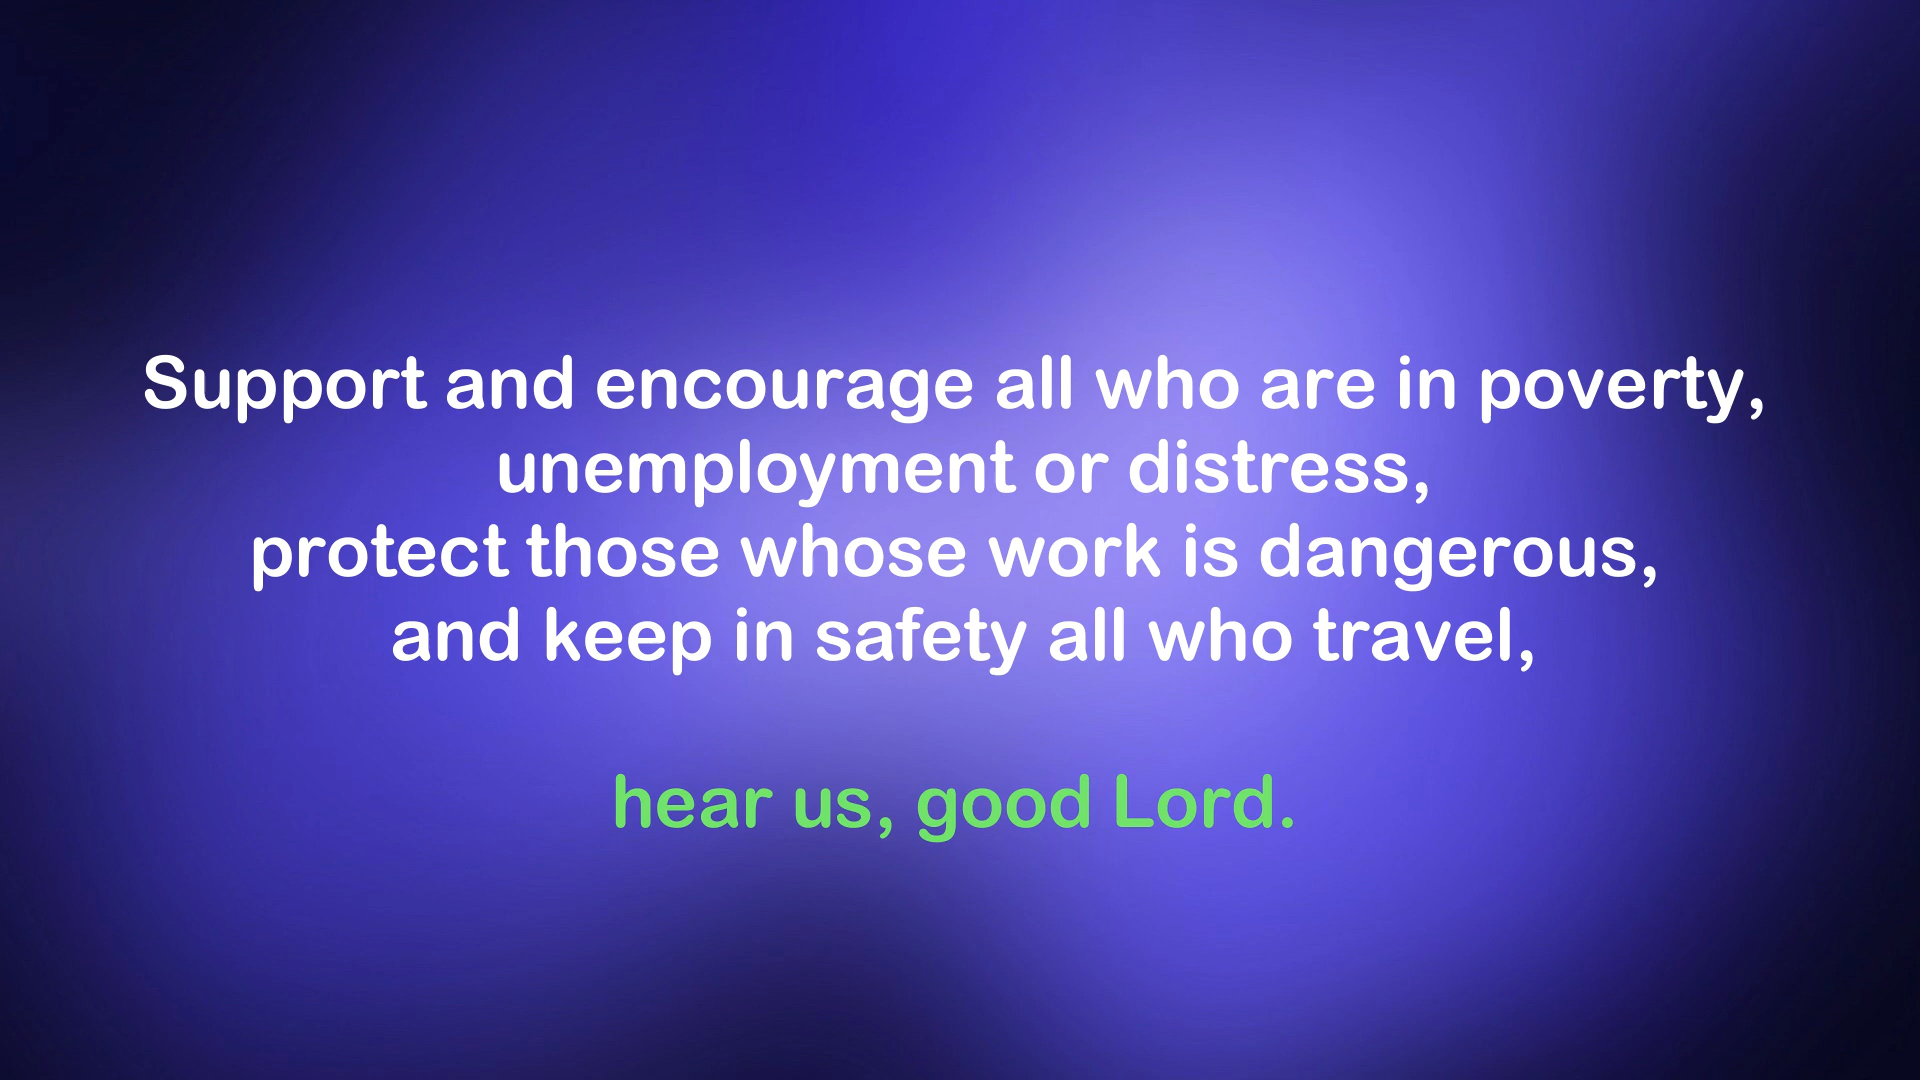 Support and encourage all who are in poverty,
unemployment or distress,
protect those whose work is dangerous,
and keep in safety all who travel,
hear us, good Lord.